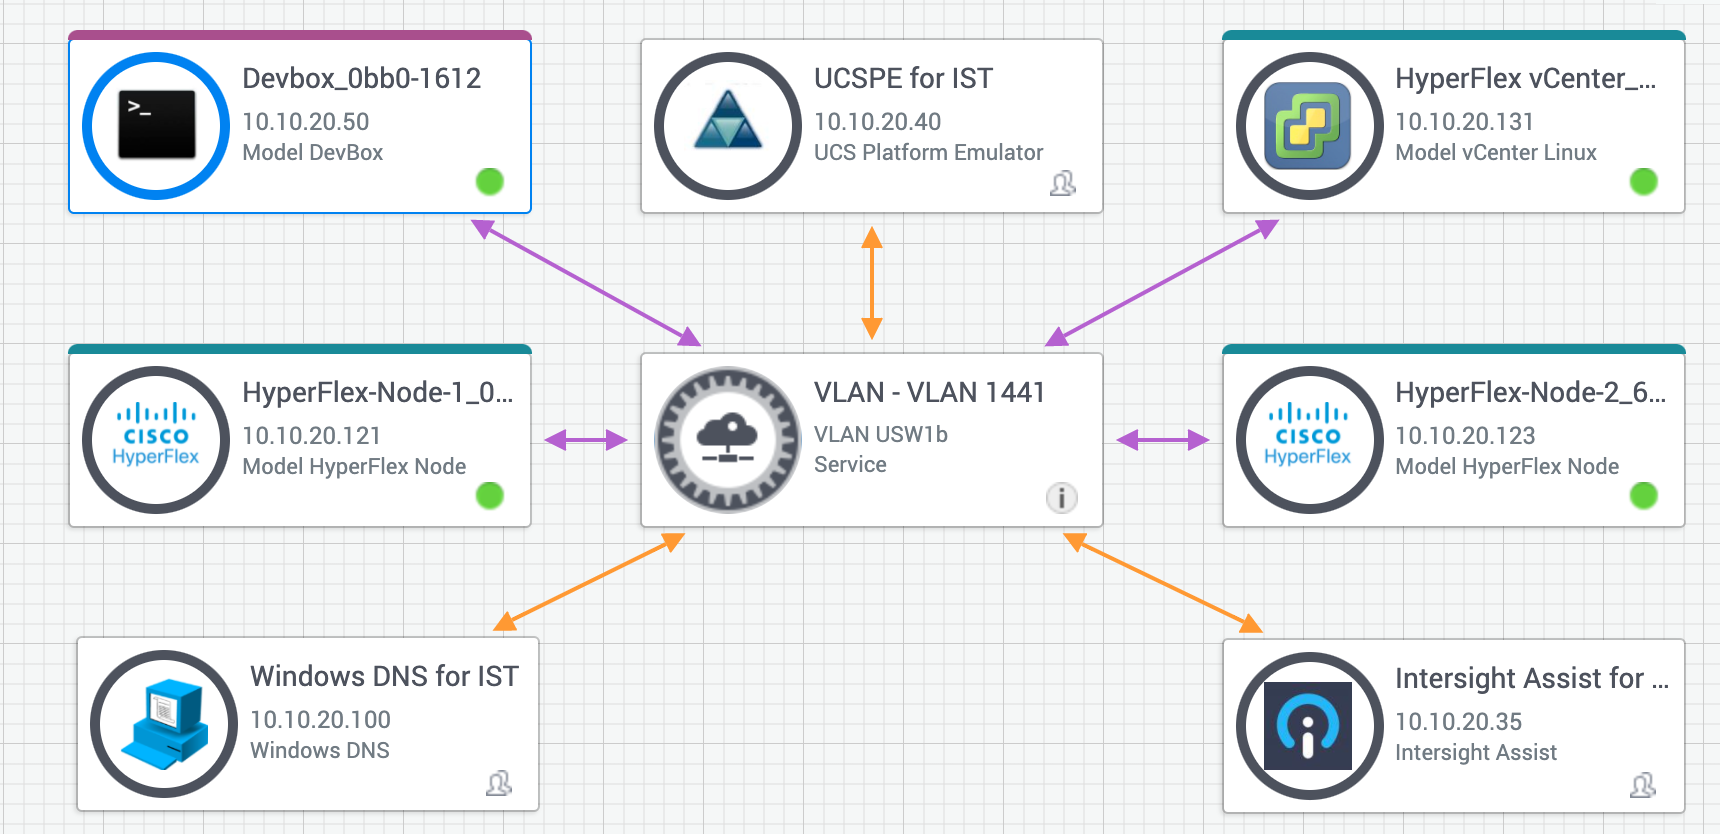 Devbox_0bb0-1612
10.10.20.50
Model DevBox
>_
UCSPE for IST
10.10.20.40
UCS Platform Emulator
HyperFlex vCenter_...
10.10.20.131
Model vCenter Linux
HyperFlex-Node-1_0...
10.10.20.121
Model HyperFlex Node
CISCO
HyperFlex
VLAN - VLAN 1441
VLAN USW1b
Service
i
HyperFlex-Node-2_6...
10.10.20.123
Model HyperFlex Node
CISCO
HyperFlex
Windows DNS for IST
10.10.20.100
Windows DNS
Intersight Assist for ...
10.10.20.35
Intersight Assist